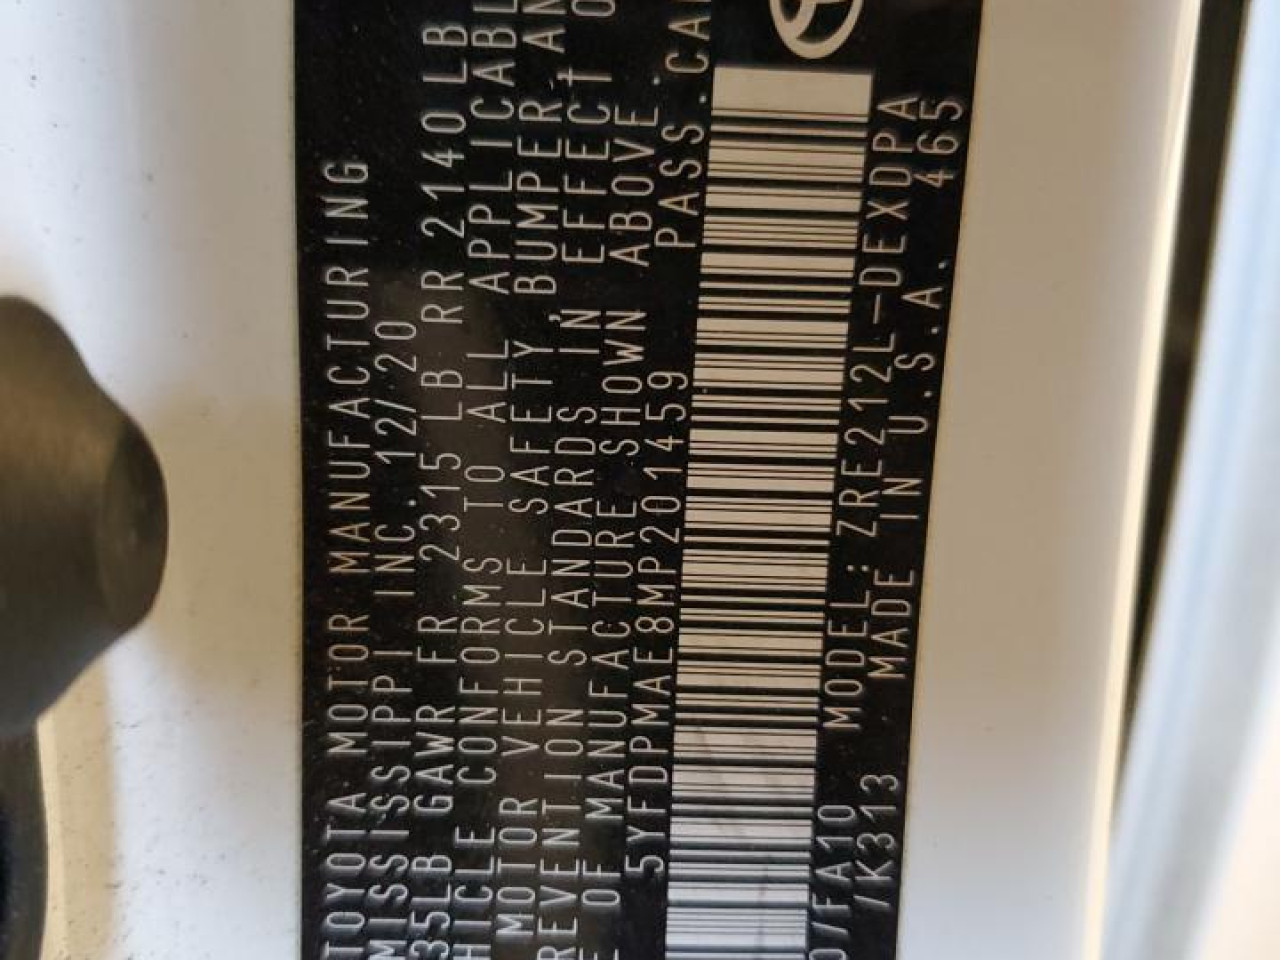 TOYOTA MOTOR MANUFACTURING
MISSISSIPPI INC. 12/20
35LB GAWR FR 2315 LB RR 2140LB
HICLE CONFORMS TO ALL APPLICABL
MOTOR VEHICLE SAFETY, BUMPER AN
REVENTION STANDARDS IN EFFECT O
E OF MANUFACTURE SHOWN ABOVE.
5YFDPMAE8MP201459 PASS.CA
07/FA10 MODEL: ZRE212L-DEXDPA
/K313 MADE IN U.S.A. 465